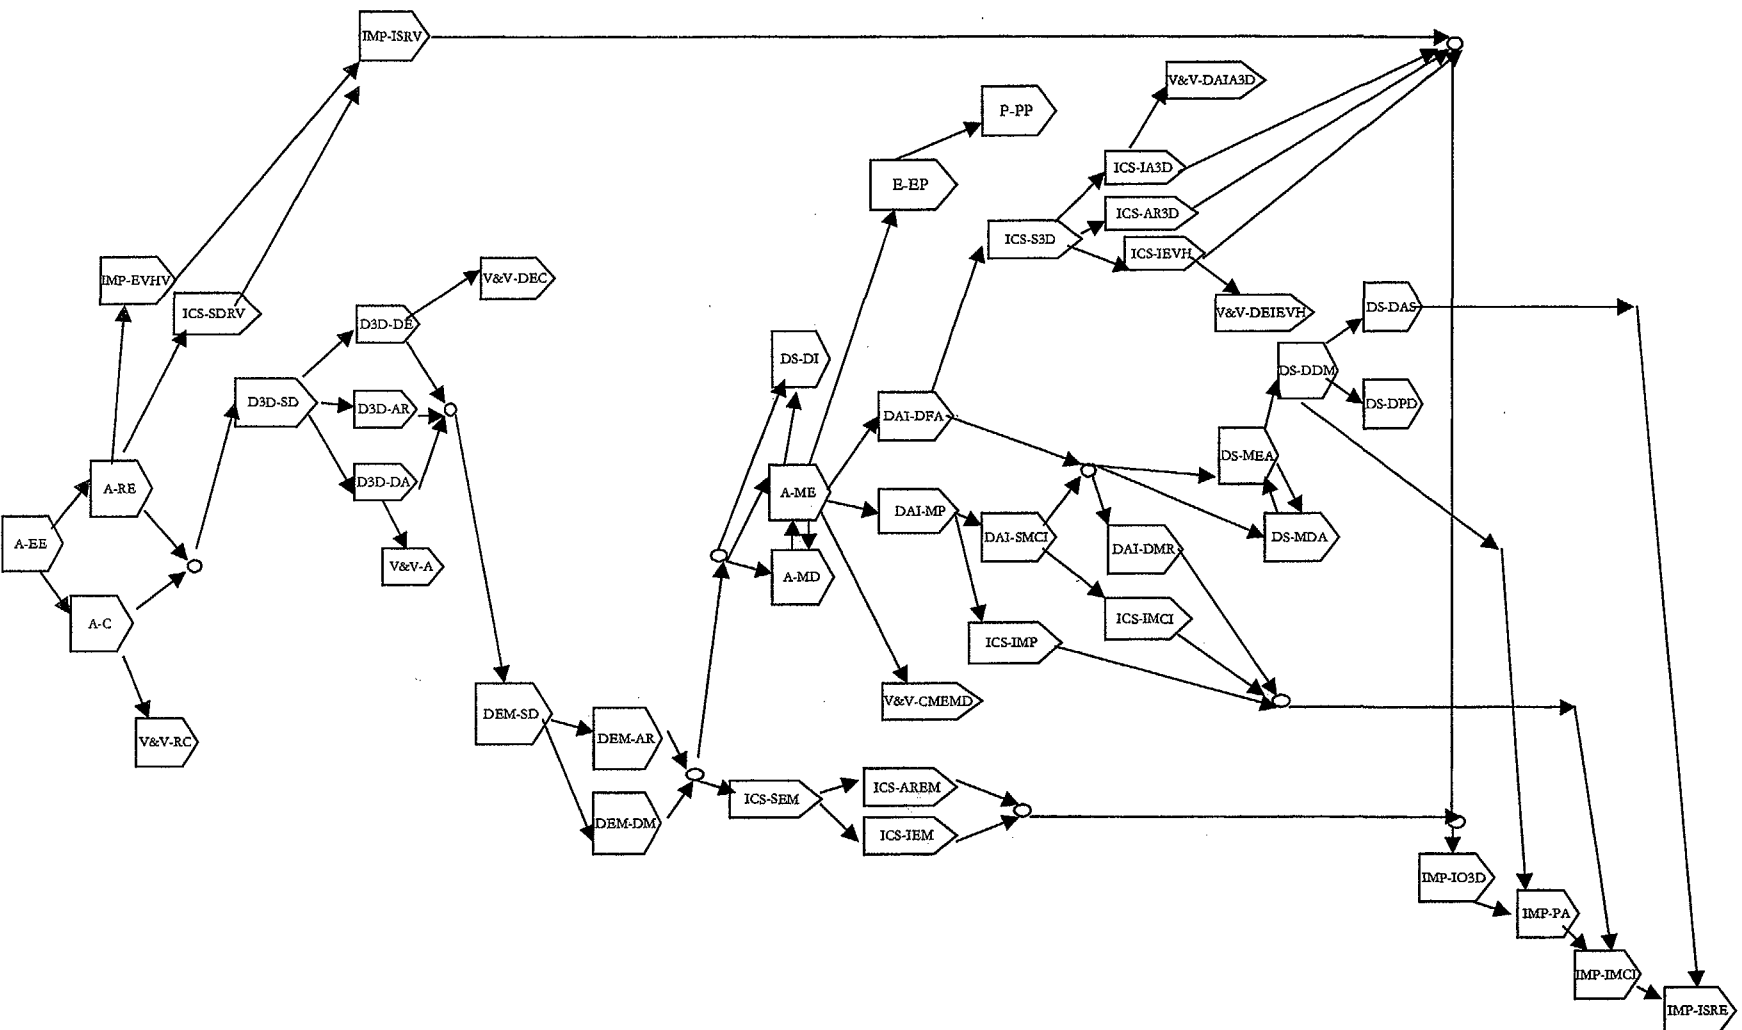 IMP-ISRV
V&V-DAIA3D
P-PP
ICS-IA3D
E-EP
ICS-AR3D
ICS-S3D
ICS-IEVH
IMP-EVHV
V&V-DEC
ICS-SDRV
V&V-DEIEVH
DS-DAS
D3D-DE
DS-DI
DS-DDM
D3D-SD
D3D-AR
DAI-DFA
DS-DPD
DS-MEA
A-RE
D3D-DA
A-ME
DAI-MP
A-EE
DAI-SMCI
DS-MDA
DAI-DMR
V&V-A
A-MD
A-C
ICS-IMCI
ICS-IMP
V&V-CMEMD
DEM-SD
V&V-RC
DEM-AR
ICS-AREM
ICS-SEM
DEM-DM
ICS-IEM
IMP-IO3D
IMP-PA
IMP-IMCI
IMP-ISRE